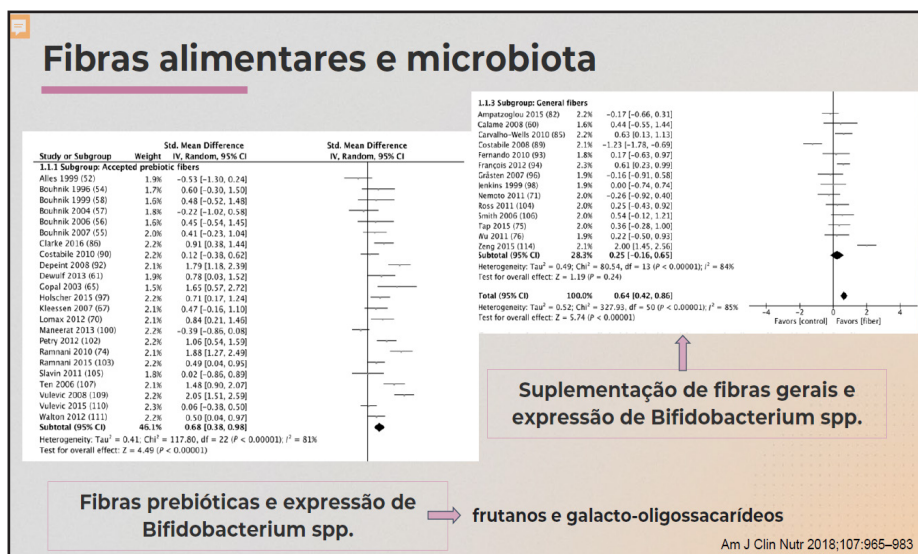 Fibras alimentares e microbiota
Std. Mean Difference Std. Mean Difference
Study or Subgroup Weight IV, Random, 95% CI IV, Random, 95% CI
1.1.1 Subgroup: Accepted prebiotic fibers
Alles 1999 (52) 1.9% -0.53 [-1.30, 0.24]
Bouhnik 1996 (54) 1.7% 0.60 [-0.30, 1.50]
Bouhnik 1999 (58) 1.6% 0.48 [-0.52, 1.48]
Bouhnik 2004 (57) 1.8% -0.22 [-1.02, 0.58]
Bouhnik 2006 (56) 1.6% 0.45 [-0.54, 1.45]
Bouhnik 2007 (55) 1.9% 0.41 [-0.23, 1.04]
Clarke 2016 (86) 2.2% 0.91 [0.38, 1.44]
Costabile 2010 (90) 2.2% 0.12 [-0.38, 0.62]
Depeint 2008 (92) 2.1% 1.79 [1.18, 2.39]
Dewulf 2013 (61) 2.0% 0.78 [0.03, 1.52]
Gopal 2003 (65) 1.6% 1.65 [0.57, 2.72]
Holscher 2015 (97) 2.2% 0.71 [0.17, 1.24]
Kleessen 2007 (67) 2.1% 0.47 [-0.16, 1.10]
Lomax 2012 (70) 2.1% 0.84 [0.21, 1.46]
Maneerat 2013 (100) 2.2% -0.39 [-0.86, 0.08]
Petry 2012 (102) 2.2% 1.06 [0.54, 1.59]
Ramnani 2010 (74) 2.1% 1.88 [1.27, 2.49]
Ramnani 2015 (103) 2.2% 0.49 [0.04, 0.95]
Slavin 2011 (105) 1.8% 0.02 [-0.86, 0.89]
Ten 2006 (107) 2.1% 1.48 [0.90, 2.07]
Vulevic 2008 (109) 2.2% 2.05 [1.51, 2.59]
Vulevic 2015 (110) 2.3% 0.06 [-0.38, 0.50]
Walton 2012 (111) 2.2% 0.50 [0.04, 0.97]
Subtotal (95% CI) 46.1% 0.68 [0.38, 0.98]
Heterogeneity: Tau² = 0.41; Chi² = 117.80, df = 22 (P < 0.00001); I² = 81%
Test for overall effect: Z = 4.49 (P < 0.00001)
1.1.3 Subgroup: General fibers
Ampatzoglou 2015 (82) 2.2% -0.17 [-0.66, 0.31]
Calame 2008 (60) 1.6% 0.44 [-0.55, 1.44]
Carvalho-Wells 2010 (85) 2.2% 0.63 [0.13, 1.13]
Costabile 2008 (89) 2.1% -1.23 [-1.78, -0.69]
Fernando 2010 (93) 1.8% 0.17 [-0.63, 0.97]
François 2012 (94) 2.3% 0.61 [0.23, 0.99]
Gråsten 2007 (96) 1.9% -0.16 [-0.91, 0.58]
Jenkins 1999 (98) 1.9% 0.00 [-0.74, 0.74]
Nemoto 2011 (71) 2.0% -0.26 [-0.92, 0.40]
Ross 2011 (104) 2.0% 0.25 [-0.43, 0.92]
Smith 2006 (106) 2.0% 0.54 [-0.12, 1.21]
Tap 2015 (75) 2.0% 0.36 [-0.28, 1.00]
Wu 2011 (76) 1.9% 0.22 [-0.50, 0.93]
Zeng 2015 (114) 2.1% 2.00 [1.45, 2.56]
Subtotal (95% CI) 28.3% 0.25 [-0.16, 0.65]
Heterogeneity: Tau² = 0.49; Chi² = 80.54, df = 13 (P < 0.00001); I² = 84%
Test for overall effect: Z = 1.19 (P = 0.24)
Total (95% CI) 100.0% 0.64 [0.42, 0.86]
Heterogeneity: Tau² = 0.52; Chi² = 327.93, df = 50 (P < 0.00001); I² = 85%
Test for overall effect: Z = 5.74 (P < 0.00001)
-4 -2 0 2 4
Favors [control] Favors [fiber]
Suplementação de fibras gerais e
expressão de Bifidobacterium spp.
Fibras prebióticas e expressão de
Bifidobacterium spp.
frutanos e galacto-oligossacarídeos
Am J Clin Nutr 2018;107:965–983